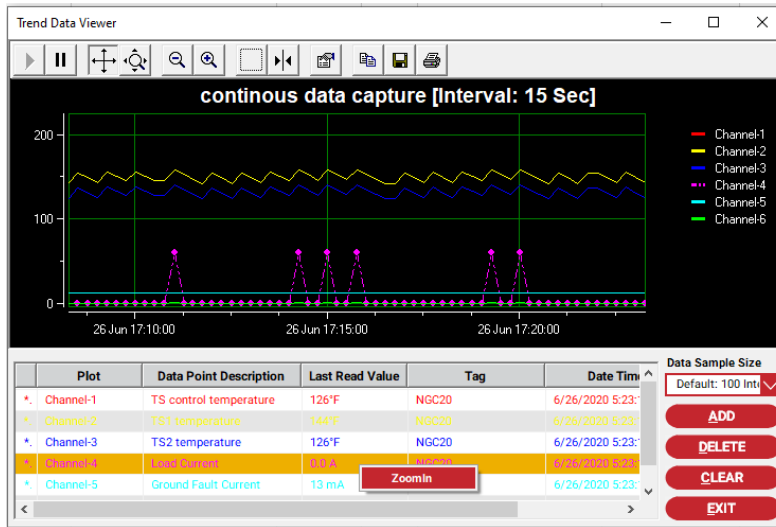 Trend Data Viewer
continous data capture [Interval: 15 Sec]
200
100
0
26 Jun 17:10:00
26 Jun 17:15:00
26 Jun 17:20:00
Channel-1
Channel-2
Channel-3
Channel-4
Channel-5
Channel-6
Plot Data Point Description Last Read Value Tag Date Time
*. Channel-1 TS control temperature 126°F NGC20 6/26/2020 5:23:
*. Channel-2 TS1 temperature 144°F NGC20 6/26/2020 5:23:
*. Channel-3 TS2 temperature 126°F NGC20 6/26/2020 5:23:
*. Channel-4 Load Current 0.0 A NGC20 6/26/2020 5:23:
*. Channel-5 Ground Fault Current 13 mA 6/26/2020 5:23:
ZoomIn
Data Sample Size
Default: 100 Inte
ADD
DELETE
CLEAR
EXIT